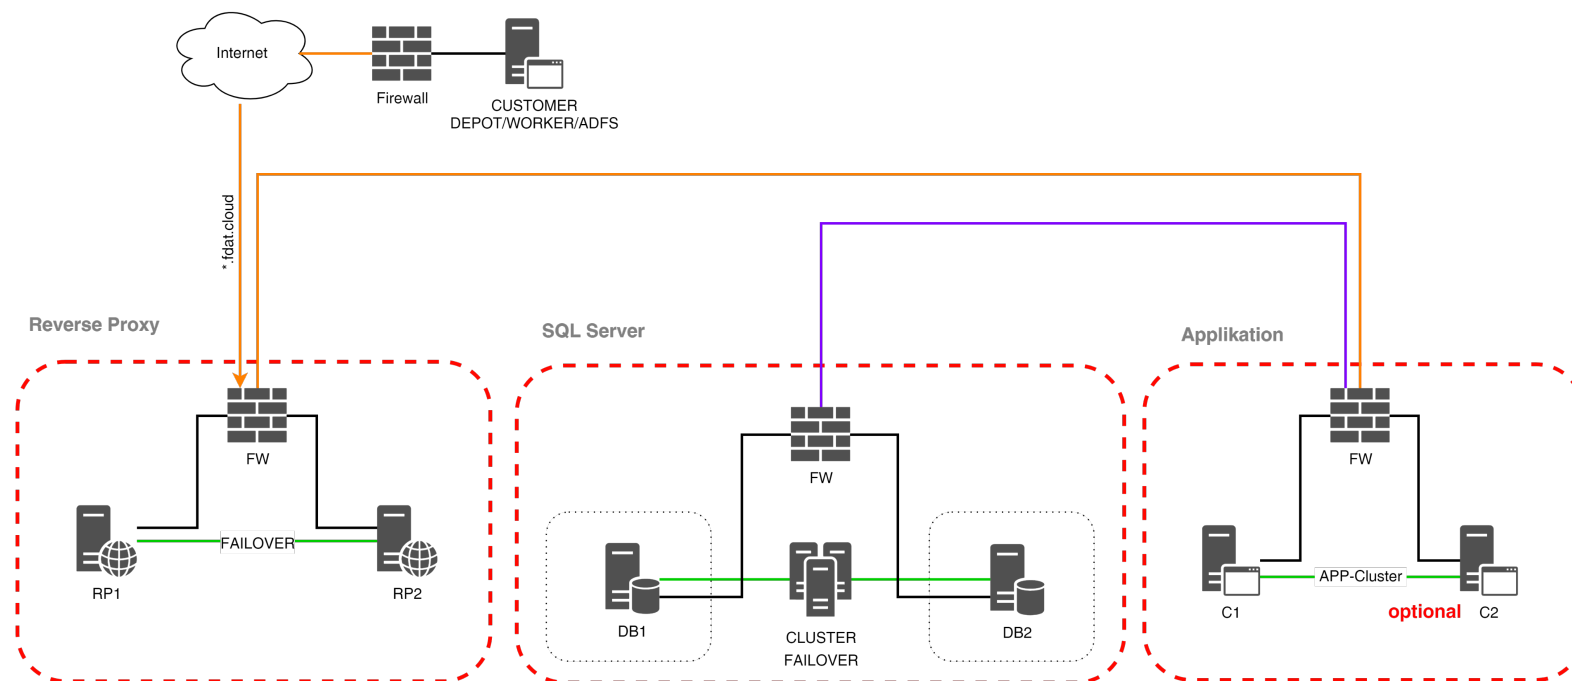 Internet
Firewall
CUSTOMER
DEPOT/WORKER/ADFS
*.fdat.cloud
Reverse Proxy
SQL Server
Applikation
FW
FW
FW
FAILOVER
RP1
RP2
DB1
CLUSTER
FAILOVER
DB2
APP-Cluster
C1
optional
C2